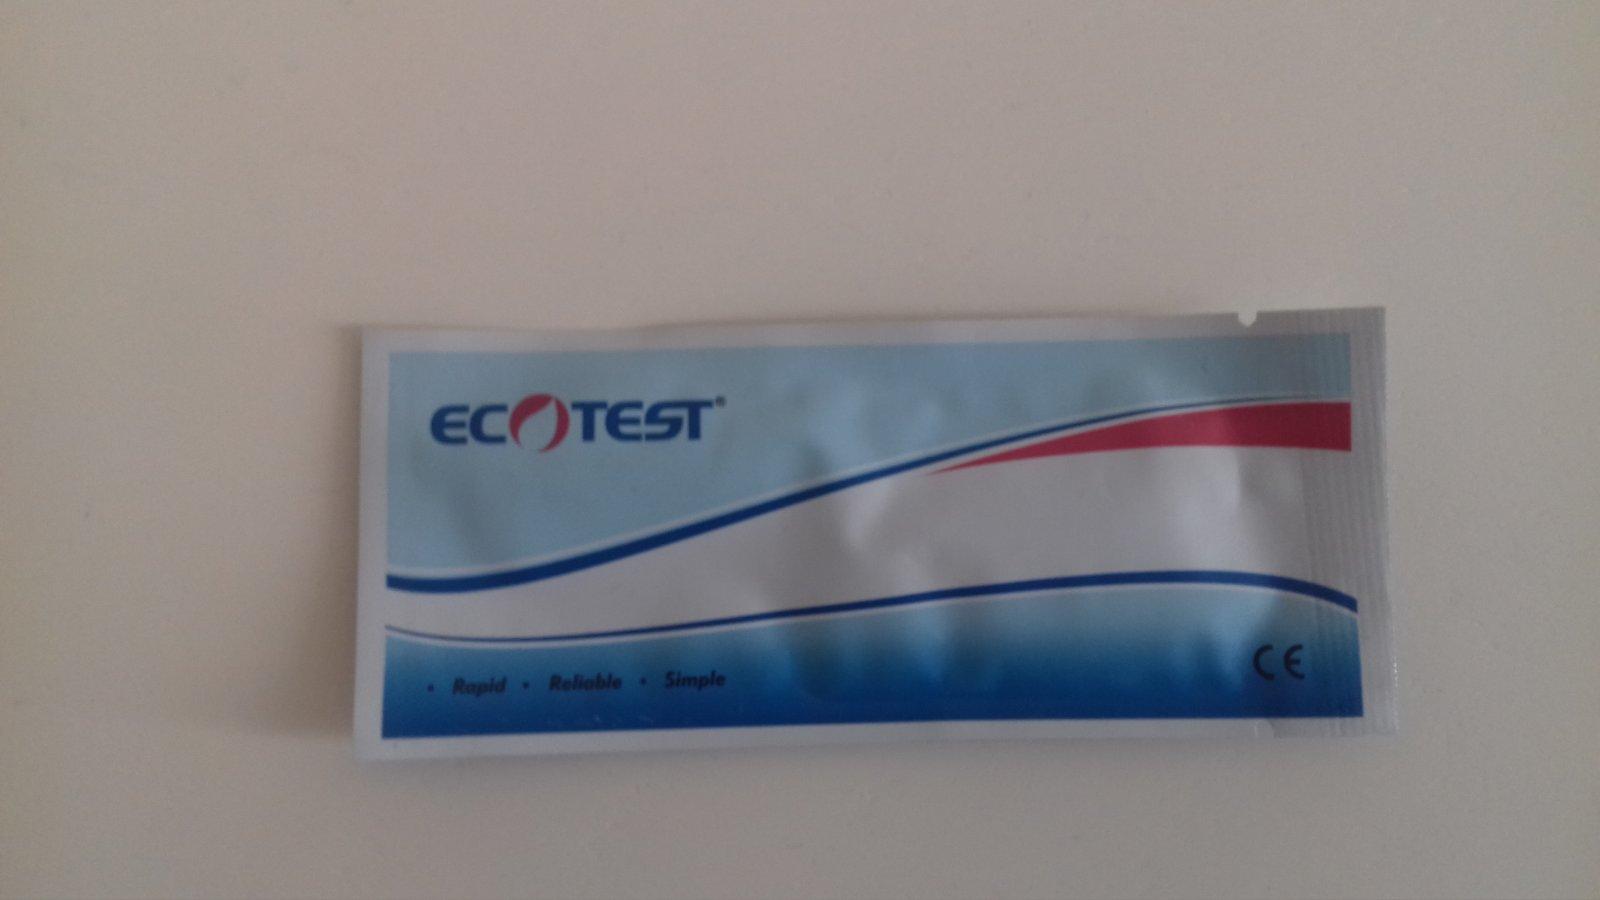 ECOTEST®
• Rapid • Reliable • Simple
CE